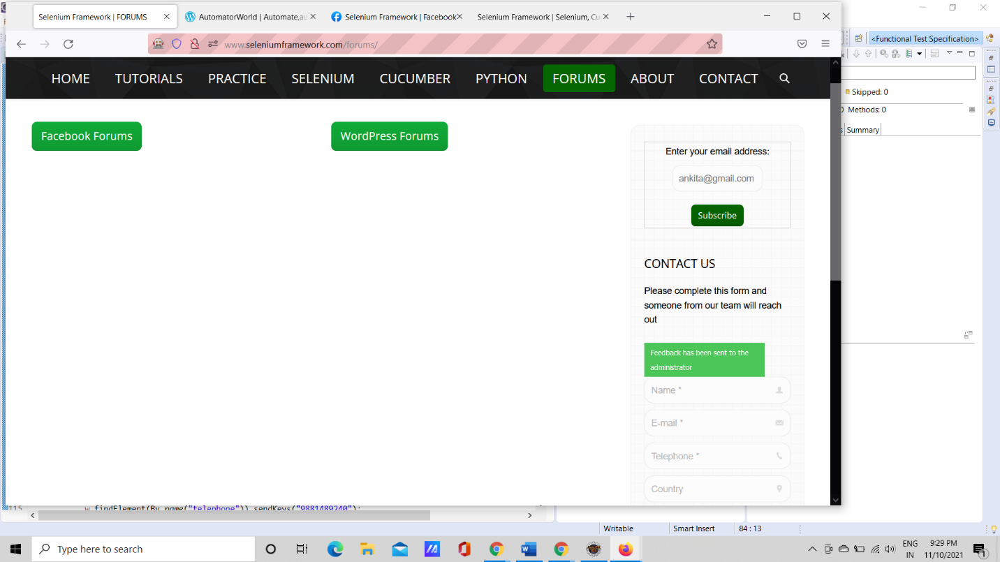 Selenium Framework | FORUMS
AutomatorWorld | Automate,au
Selenium Framework | Facebook
Selenium Framework | Selenium, Cu
www.seleniumframework.com/forums/
<Functional Test Specification>
HOME TUTORIALS PRACTICE SELENIUM CUCUMBER PYTHON FORUMS ABOUT CONTACT
Skipped: 0
Methods: 0
Summary
Facebook Forums
WordPress Forums
Enter your email address:
ankita@gmail.com
Subscribe
CONTACT US
Please complete this form and
someone from our team will reach
out
Feedback has been sent to the
administrator
Name *
E-mail *
Telephone *
Country
115 w.findElement(By.name("telephone")).sendKeys("9881489240");
Writable
Smart Insert
84 : 13
Type here to search
ENG
IN
9:29 PM
11/10/2021
1